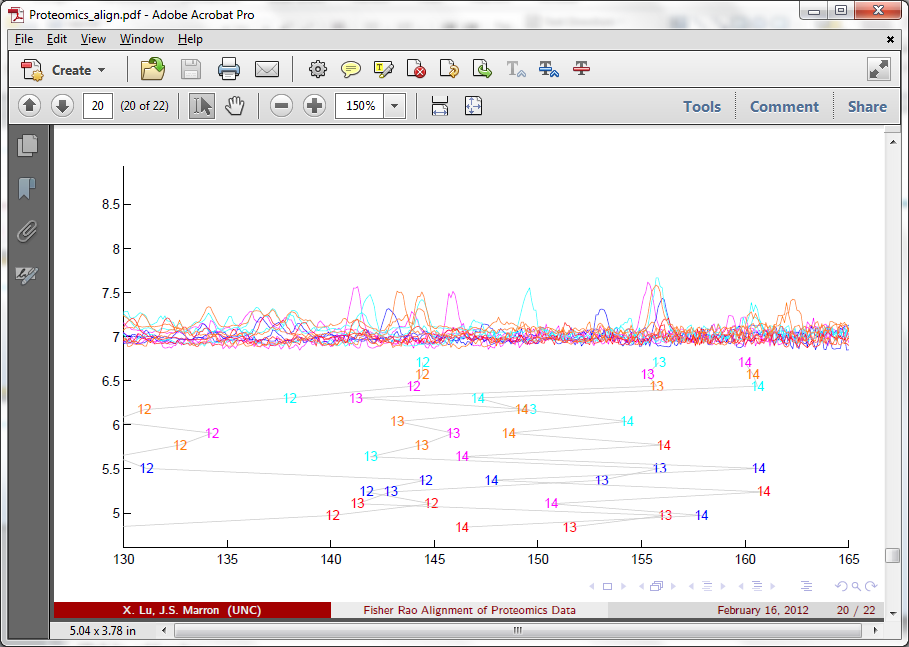 Proteomics_align.pdf - Adobe Acrobat Pro
File Edit View Window Help
Create
20 (20 of 22) 150% Tools Comment Share
8.5
8
7.5
7
12 13 14
12 13 14
6.5 12 13 14
12 13 14
12 14 13
6 13 14
12 13 14
12 13 14
13 14
5.5 12 13 14
12 14 13
12 13 14
13 12 14
5 12 13 14
14 13
130 135 140 145 150 155 160 165
X. Lu, J.S. Marron (UNC) Fisher Rao Alignment of Proteomics Data February 16, 2012 20 / 22
5.04 x 3.78 in